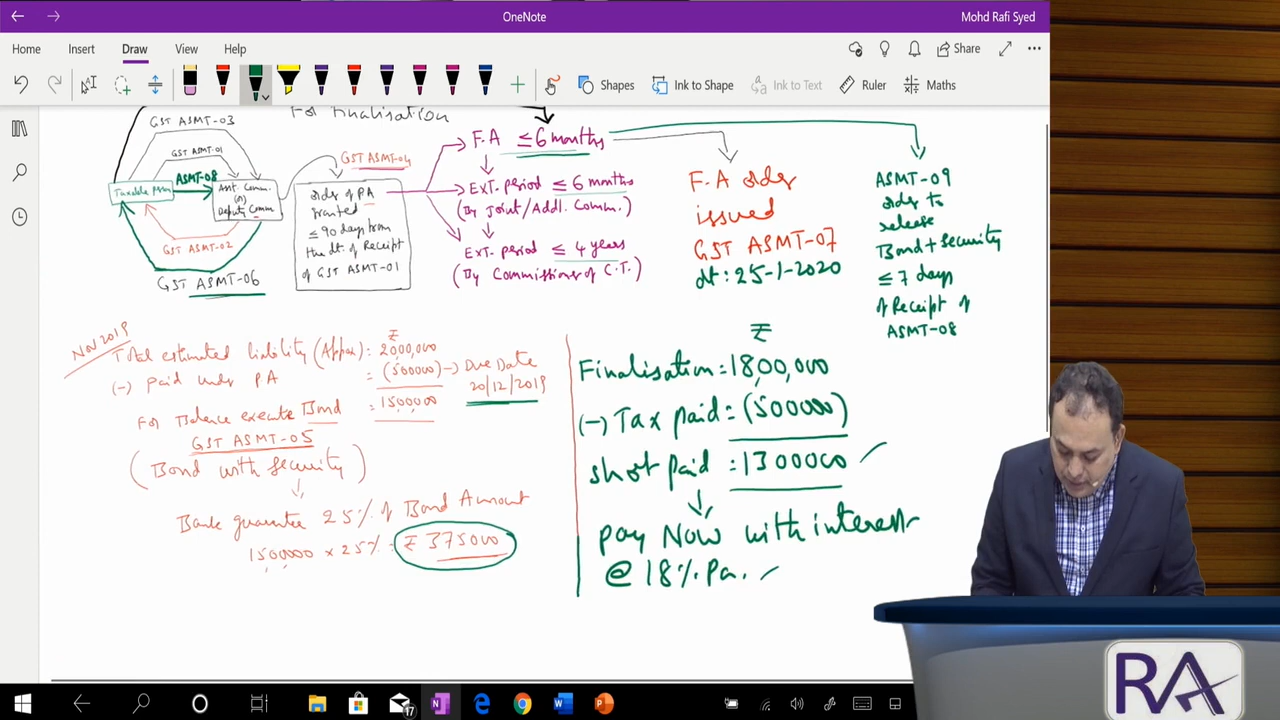 OneNote
Mohd Rafi Syed
Home Insert Draw View Help
Share
Shapes Ink to Shape Ink to Text Ruler Maths
For Finalisation
GST ASMT-03
GST ASMT-01
ASMT-08
Taxable Person
Asst. Comm.
(or)
Deputy Comm
GST ASMT-02
GST ASMT-06
GST ASMT-04
order of PA
granted
≤ 90 days from
the dt. of Receipt
of GST ASMT-01
F.A ≤ 6 months
Ext. period ≤ 6 months
(By Joint/Addl. Comm.)
Ext. period ≤ 4 years
(By Commissioner of C.T.)
F.A order
issued
GST ASMT-07
dt: 25-1-2020
ASMT-09
order to
release
Bond + Security
≤ 7 days
of Receipt of
ASMT-08
Nov 2019
₹
Total estimated liability (Approx): 2000,000
(-) paid under PA = (500000) → Due Date
20/12/2019
For Balance execute Bond = 1500000
GST ASMT-05
(Bond with Security)
Bank guarantee 25% of Bond Amount
1500000 x 25% = ₹ 375000
₹
Finalisation = 1800,000
(-) Tax paid = (500000)
short paid = 1300000
pay Now with interest
@ 18% Pa.
17
RA